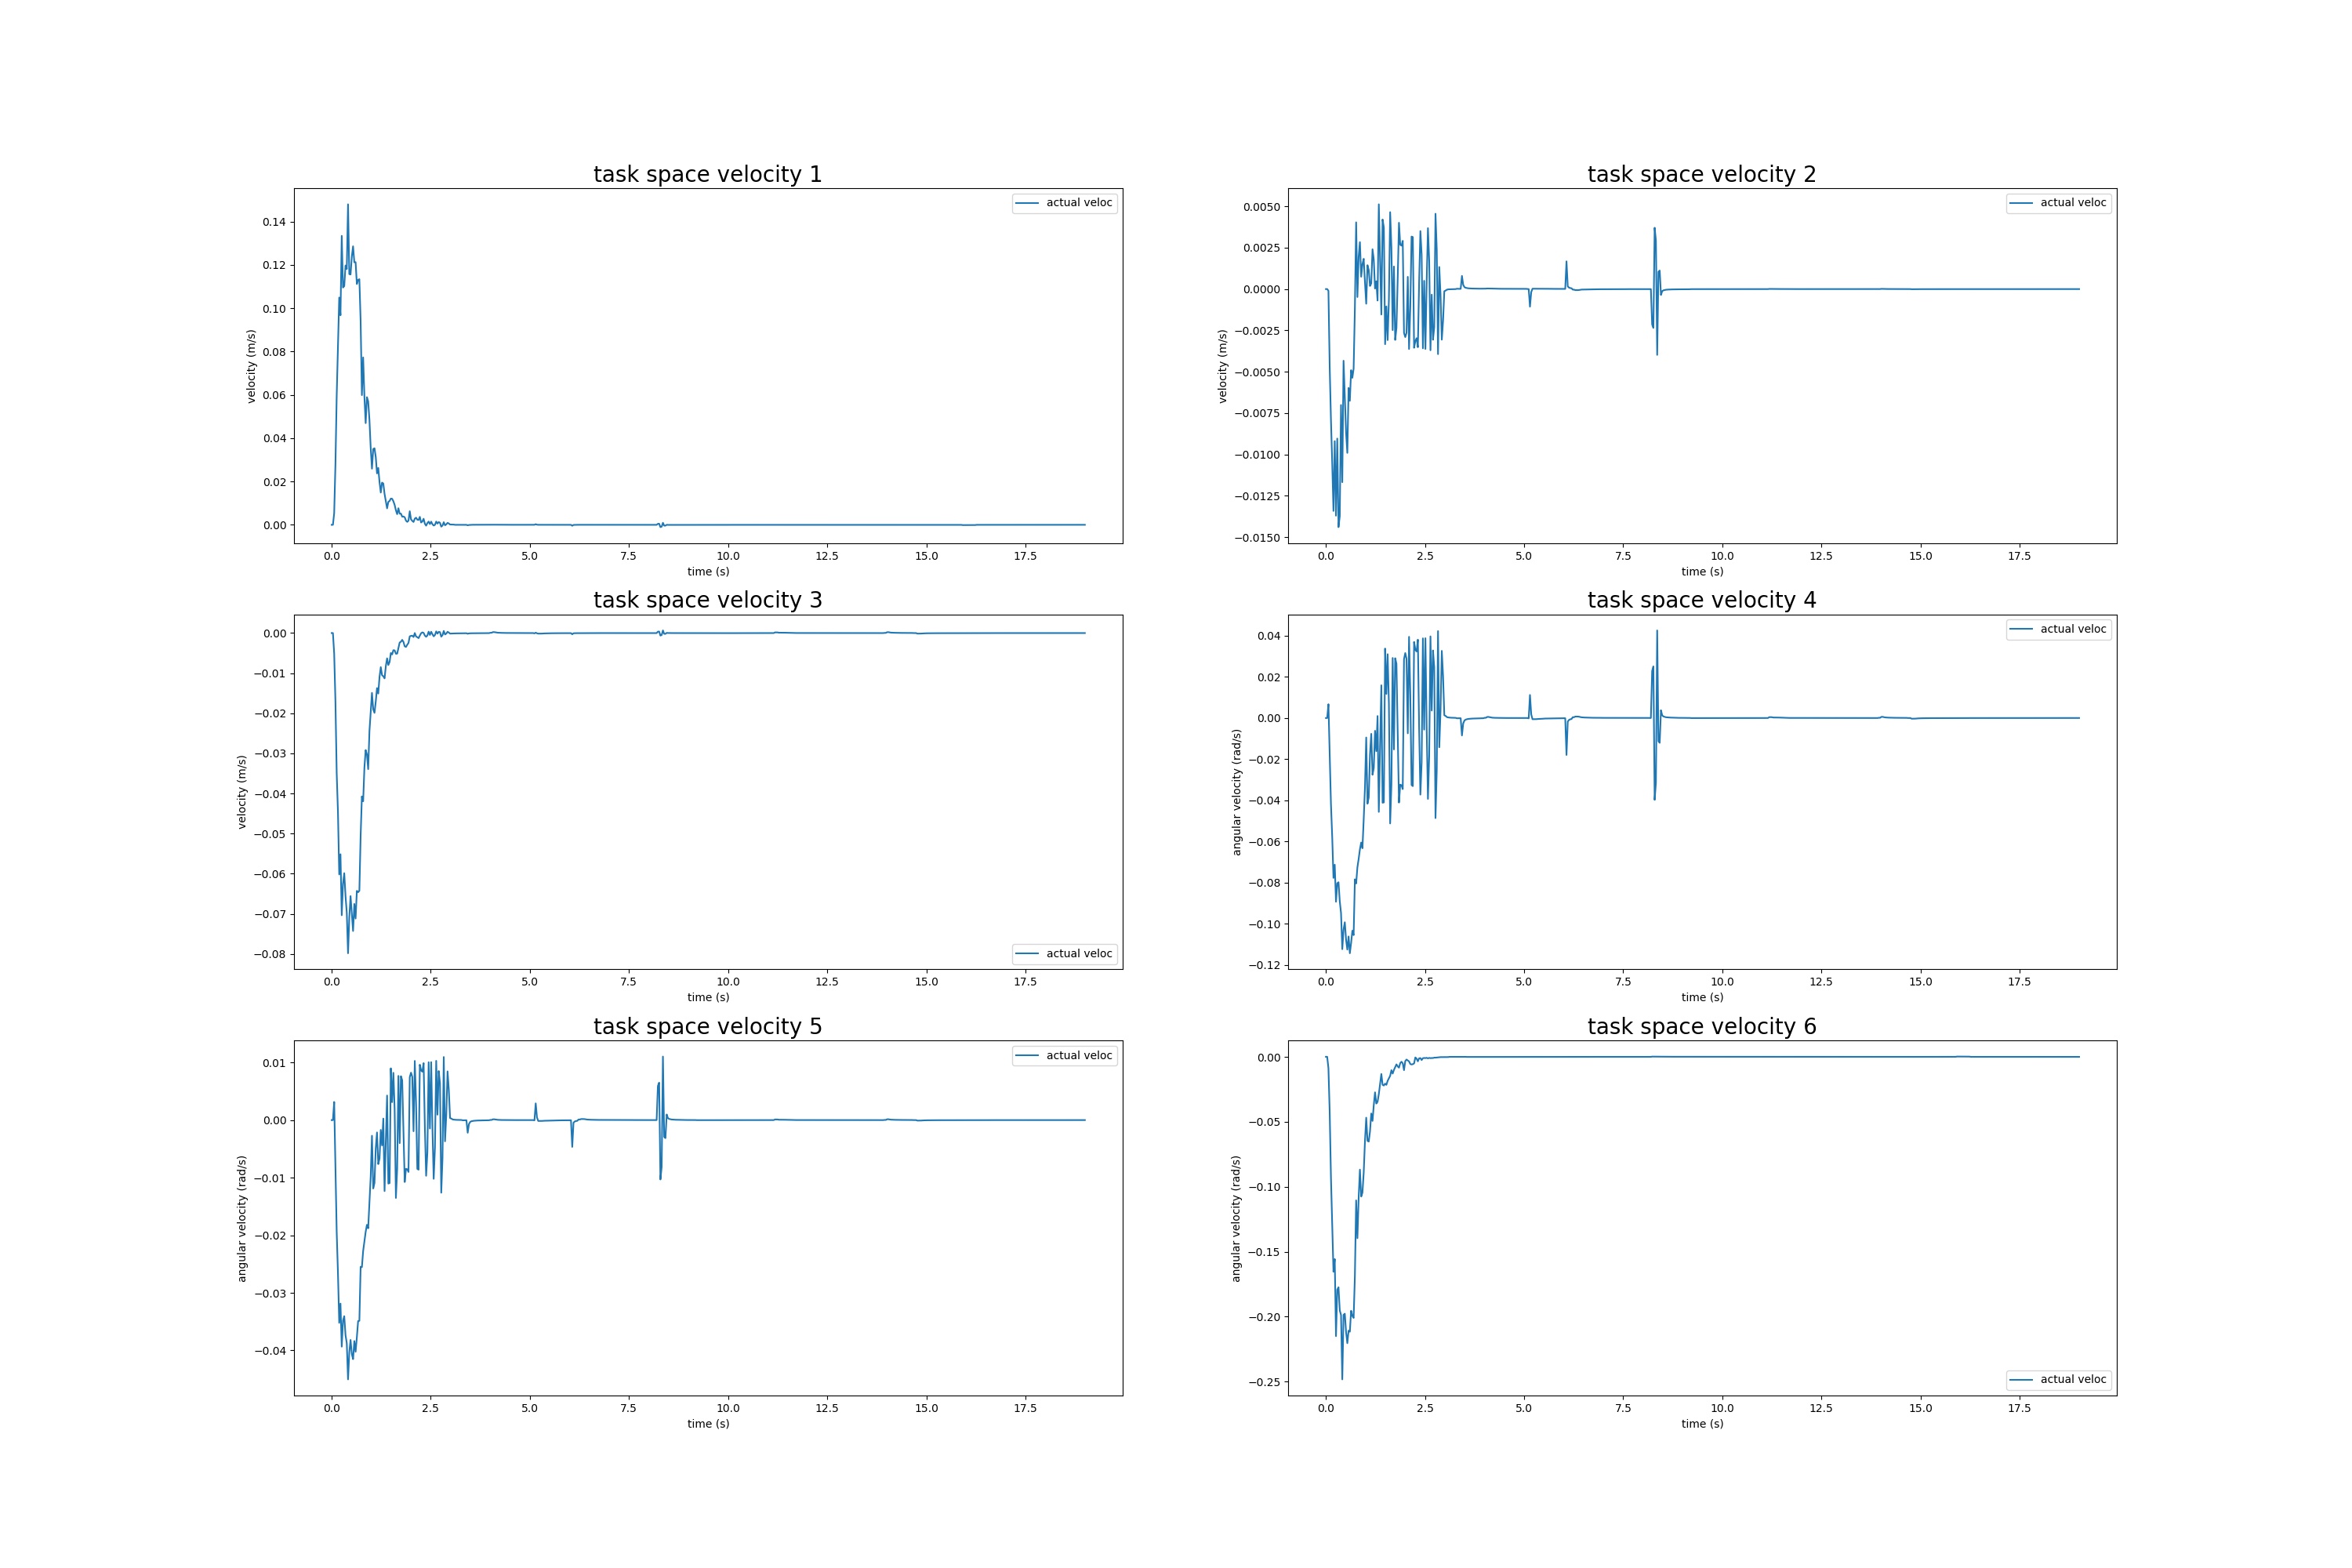 task space velocity 1
actual veloc
0.14
0.12
0.10
0.08
0.06
0.04
0.02
0.00
velocity (m/s)
0.0 2.5 5.0 7.5 10.0 12.5 15.0 17.5
time (s)
task space velocity 2
actual veloc
0.0050
0.0025
0.0000
−0.0025
−0.0050
−0.0075
−0.0100
−0.0125
−0.0150
velocity (m/s)
0.0 2.5 5.0 7.5 10.0 12.5 15.0 17.5
time (s)
task space velocity 3
0.00
−0.01
−0.02
−0.03
−0.04
−0.05
−0.06
−0.07
−0.08
velocity (m/s)
actual veloc
0.0 2.5 5.0 7.5 10.0 12.5 15.0 17.5
time (s)
task space velocity 4
actual veloc
0.04
0.02
0.00
−0.02
−0.04
−0.06
−0.08
−0.10
−0.12
angular velocity (rad/s)
0.0 2.5 5.0 7.5 10.0 12.5 15.0 17.5
time (s)
task space velocity 5
actual veloc
0.01
0.00
−0.01
−0.02
−0.03
−0.04
angular velocity (rad/s)
0.0 2.5 5.0 7.5 10.0 12.5 15.0 17.5
time (s)
task space velocity 6
0.00
−0.05
−0.10
−0.15
−0.20
−0.25
angular velocity (rad/s)
actual veloc
0.0 2.5 5.0 7.5 10.0 12.5 15.0 17.5
time (s)